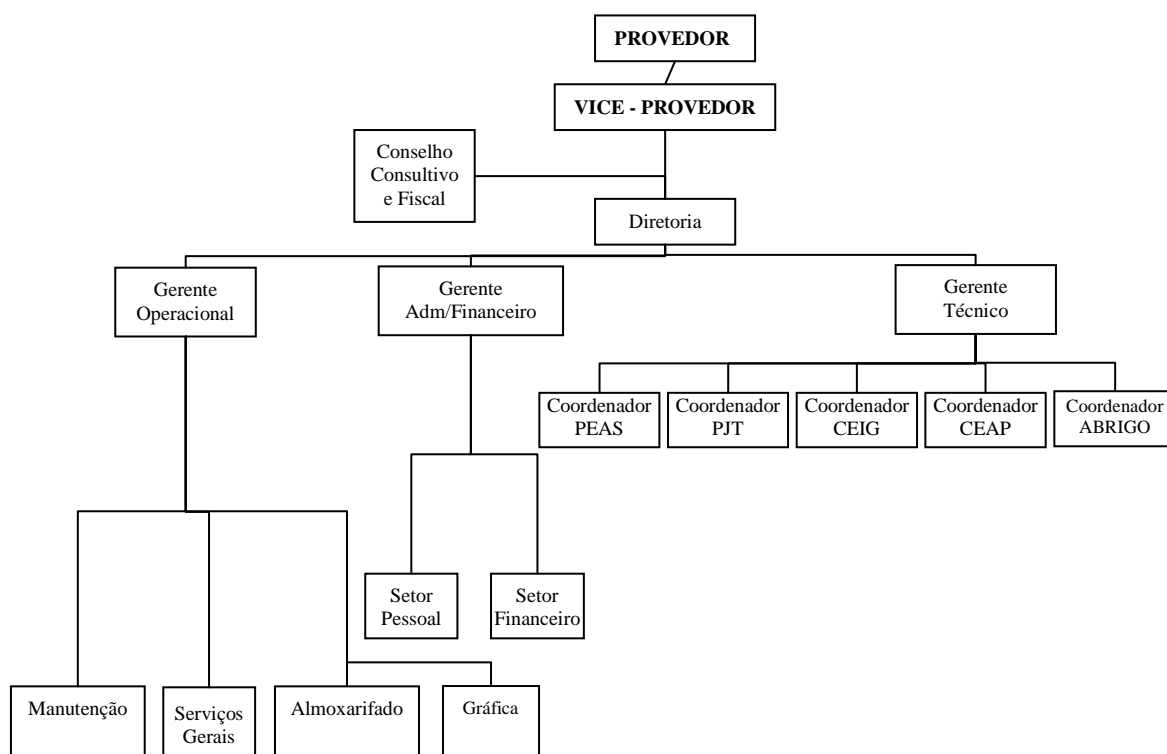 PROVEDOR
VICE - PROVEDOR
Conselho
Consultivo
e Fiscal
Diretoria
Gerente
Operacional
Gerente
Adm/Financeiro
Gerente
Técnico
Coordenador
PEAS
Coordenador
PJT
Coordenador
CEIG
Coordenador
CEAP
Coordenador
ABRIGO
Setor
Pessoal
Setor
Financeiro
Manutenção
Serviços
Gerais
Almoxarifado
Gráfica